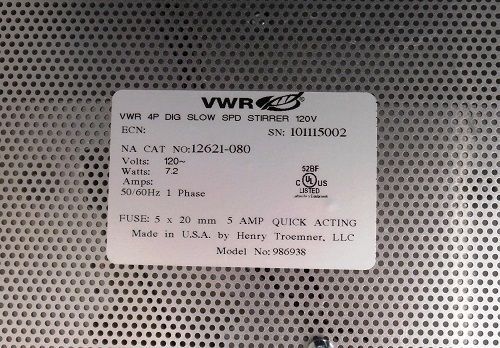 VWR
VWR 4P DIG SLOW SPD STIRRER 120V
ECN: SN: 101115002
NA CAT NO:12621-080
Volts: 120~
Watts: 7.2
Amps:
50/60Hz 1 Phase
52BF
C UL US
LISTED
FUSE: 5 x 20 mm 5 AMP QUICK ACTING
Made in U.S.A. by Henry Troemner, LLC
Model No: 986938